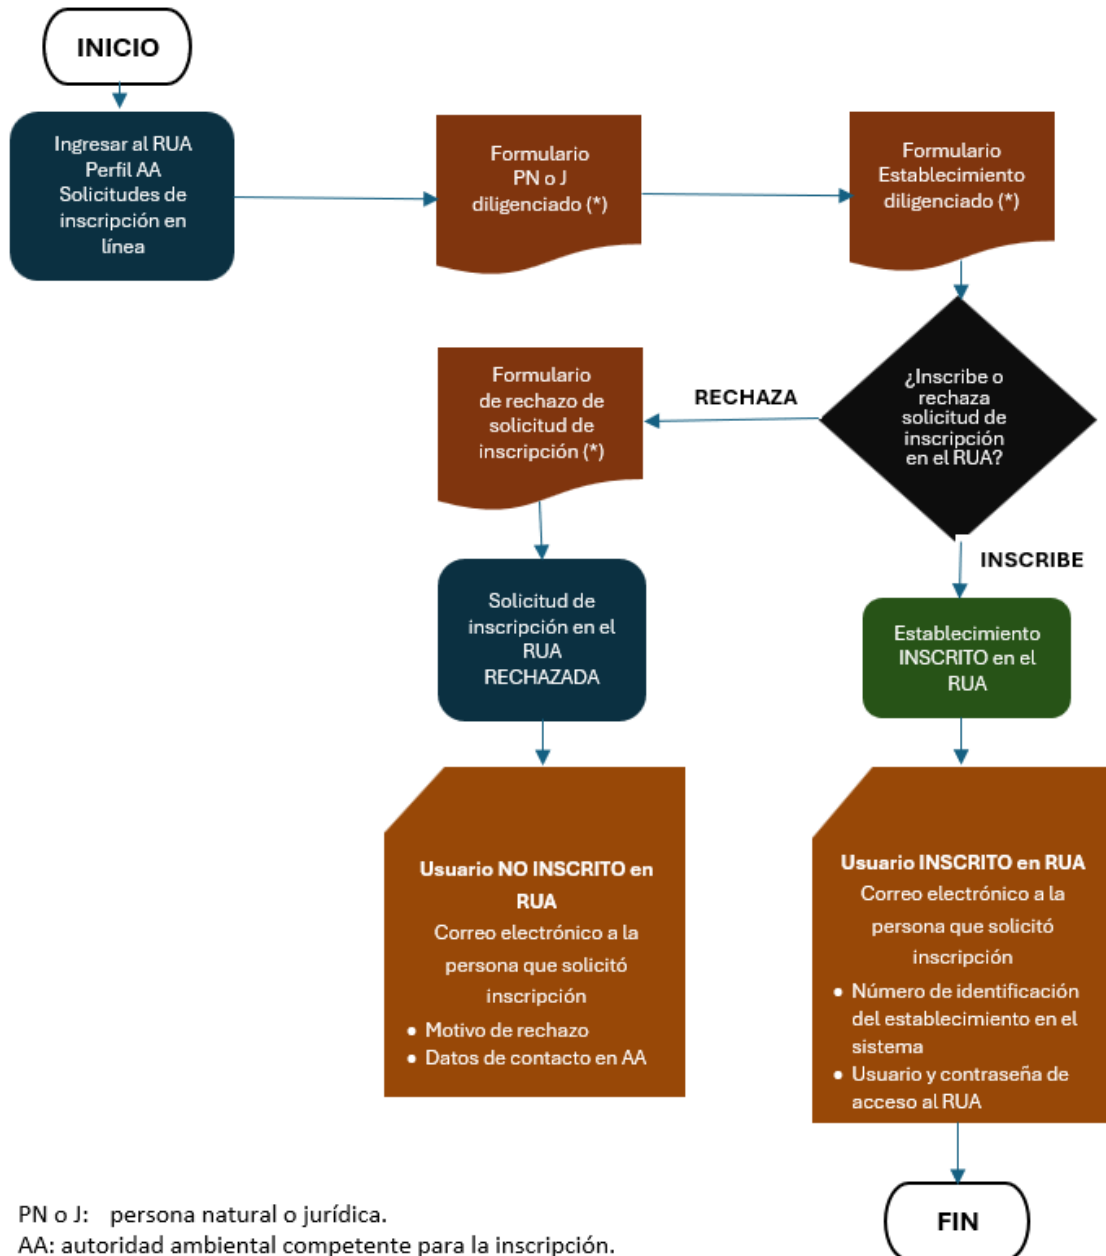 INICIO
Ingresar al RUA
Perfil AA
Solicitudes de
inscripción en
línea
Formulario
PN o J
diligenciado (*)
Formulario
Establecimiento
diligenciado (*)
¿Inscribe o
rechaza
solicitud de
inscripción
en el RUA?
RECHAZA
Formulario
de rechazo de
solicitud de
inscripción (*)
INSCRIBE
Solicitud de
inscripción en el
RUA
RECHAZADA
Establecimiento
INSCRITO en el
RUA
Usuario NO INSCRITO en
RUA
Correo electrónico a la
persona que solicitó
inscripción
• Motivo de rechazo
• Datos de contacto en AA
Usuario INSCRITO en RUA
Correo electrónico a la
persona que solicitó
inscripción
• Número de identificación
del establecimiento en el
sistema
• Usuario y contraseña de
acceso al RUA
FIN
PN o J: persona natural o jurídica.
AA: autoridad ambiental competente para la inscripción.